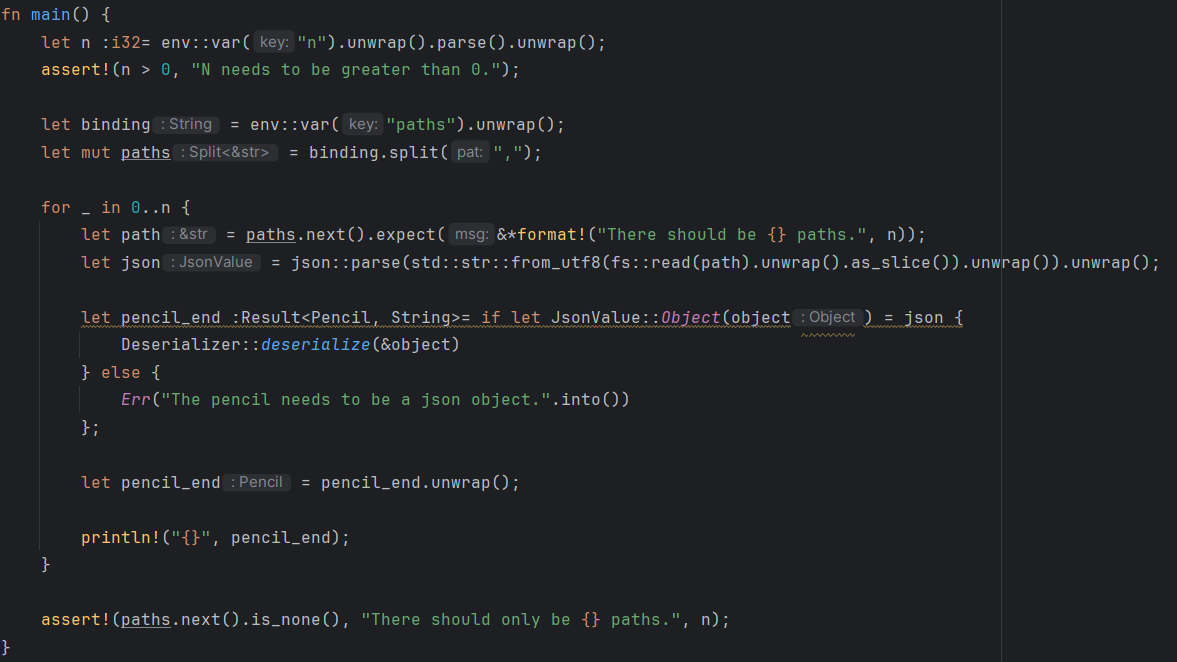 fn main() {
    let n :i32= env::var( key: "n").unwrap().parse().unwrap();
    assert!(n > 0, "N needs to be greater than 0.");
    let binding : String = env::var( key: "paths").unwrap();
    let mut paths : Split<&str> = binding.split( pat: ",");
    for _ in 0..n {
        let path : &str = paths.next().expect( msg: &*format!("There should be {} paths.", n));
        let json : JsonValue = json::parse(std::str::from_utf8(fs::read(path).unwrap().as_slice()).unwrap()).unwrap();
        let pencil_end :Result<Pencil, String>= if let JsonValue::Object(object : Object ) = json {
            Deserializer::deserialize(&object)
        } else {
            Err("The pencil needs to be a json object.".into())
        };
        let pencil_end : Pencil = pencil_end.unwrap();
        println!("{}", pencil_end);
    }
    assert!(paths.next().is_none(), "There should only be {} paths.", n);
}